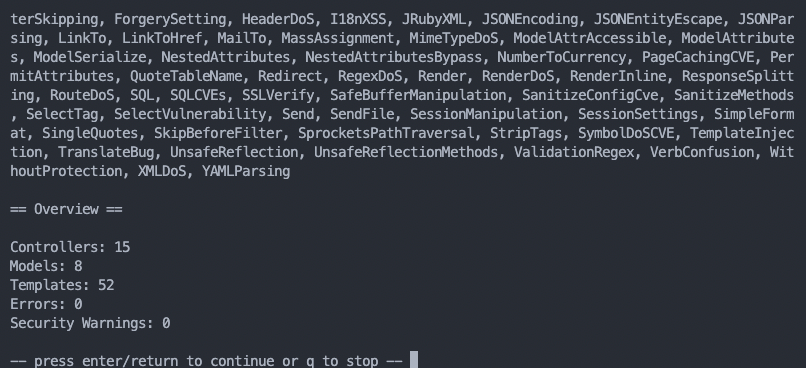 terSkipping, ForgerySetting, HeaderDoS, I18nXSS, JRubyXML, JSONEncoding, JSONEntityEscape, JSONPar
sing, LinkTo, LinkToHref, MailTo, MassAssignment, MimeTypeDoS, ModelAttrAccessible, ModelAttribute
s, ModelSerialize, NestedAttributes, NestedAttributesBypass, NumberToCurrency, PageCachingCVE, Per
mitAttributes, QuoteTableName, Redirect, RegexDoS, Render, RenderDoS, RenderInline, ResponseSplitt
ing, RouteDoS, SQL, SQLCVEs, SSLVerify, SafeBufferManipulation, SanitizeConfigCve, SanitizeMethods
, SelectTag, SelectVulnerability, Send, SendFile, SessionManipulation, SessionSettings, SimpleForm
at, SingleQuotes, SkipBeforeFilter, SprocketsPathTraversal, StripTags, SymbolDoSCVE, TemplateInjec
tion, TranslateBug, UnsafeReflection, UnsafeReflectionMethods, ValidationRegex, VerbConfusion, Wit
houtProtection, XMLDoS, YAMLParsing
== Overview ==
Controllers: 15
Models: 8
Templates: 52
Errors: 0
Security Warnings: 0
-- press enter/return to continue or q to stop --